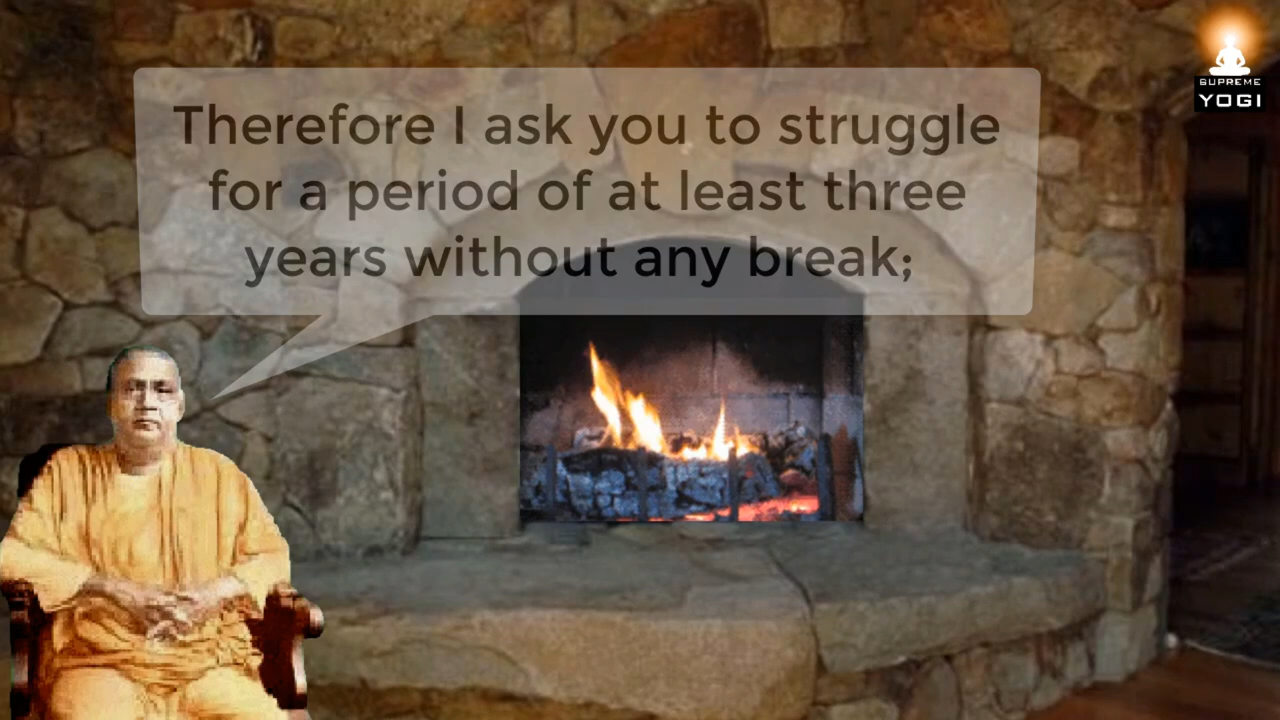 Therefore I ask you to struggle
for a period of at least three
years without any break;
SUPREME
YOGI